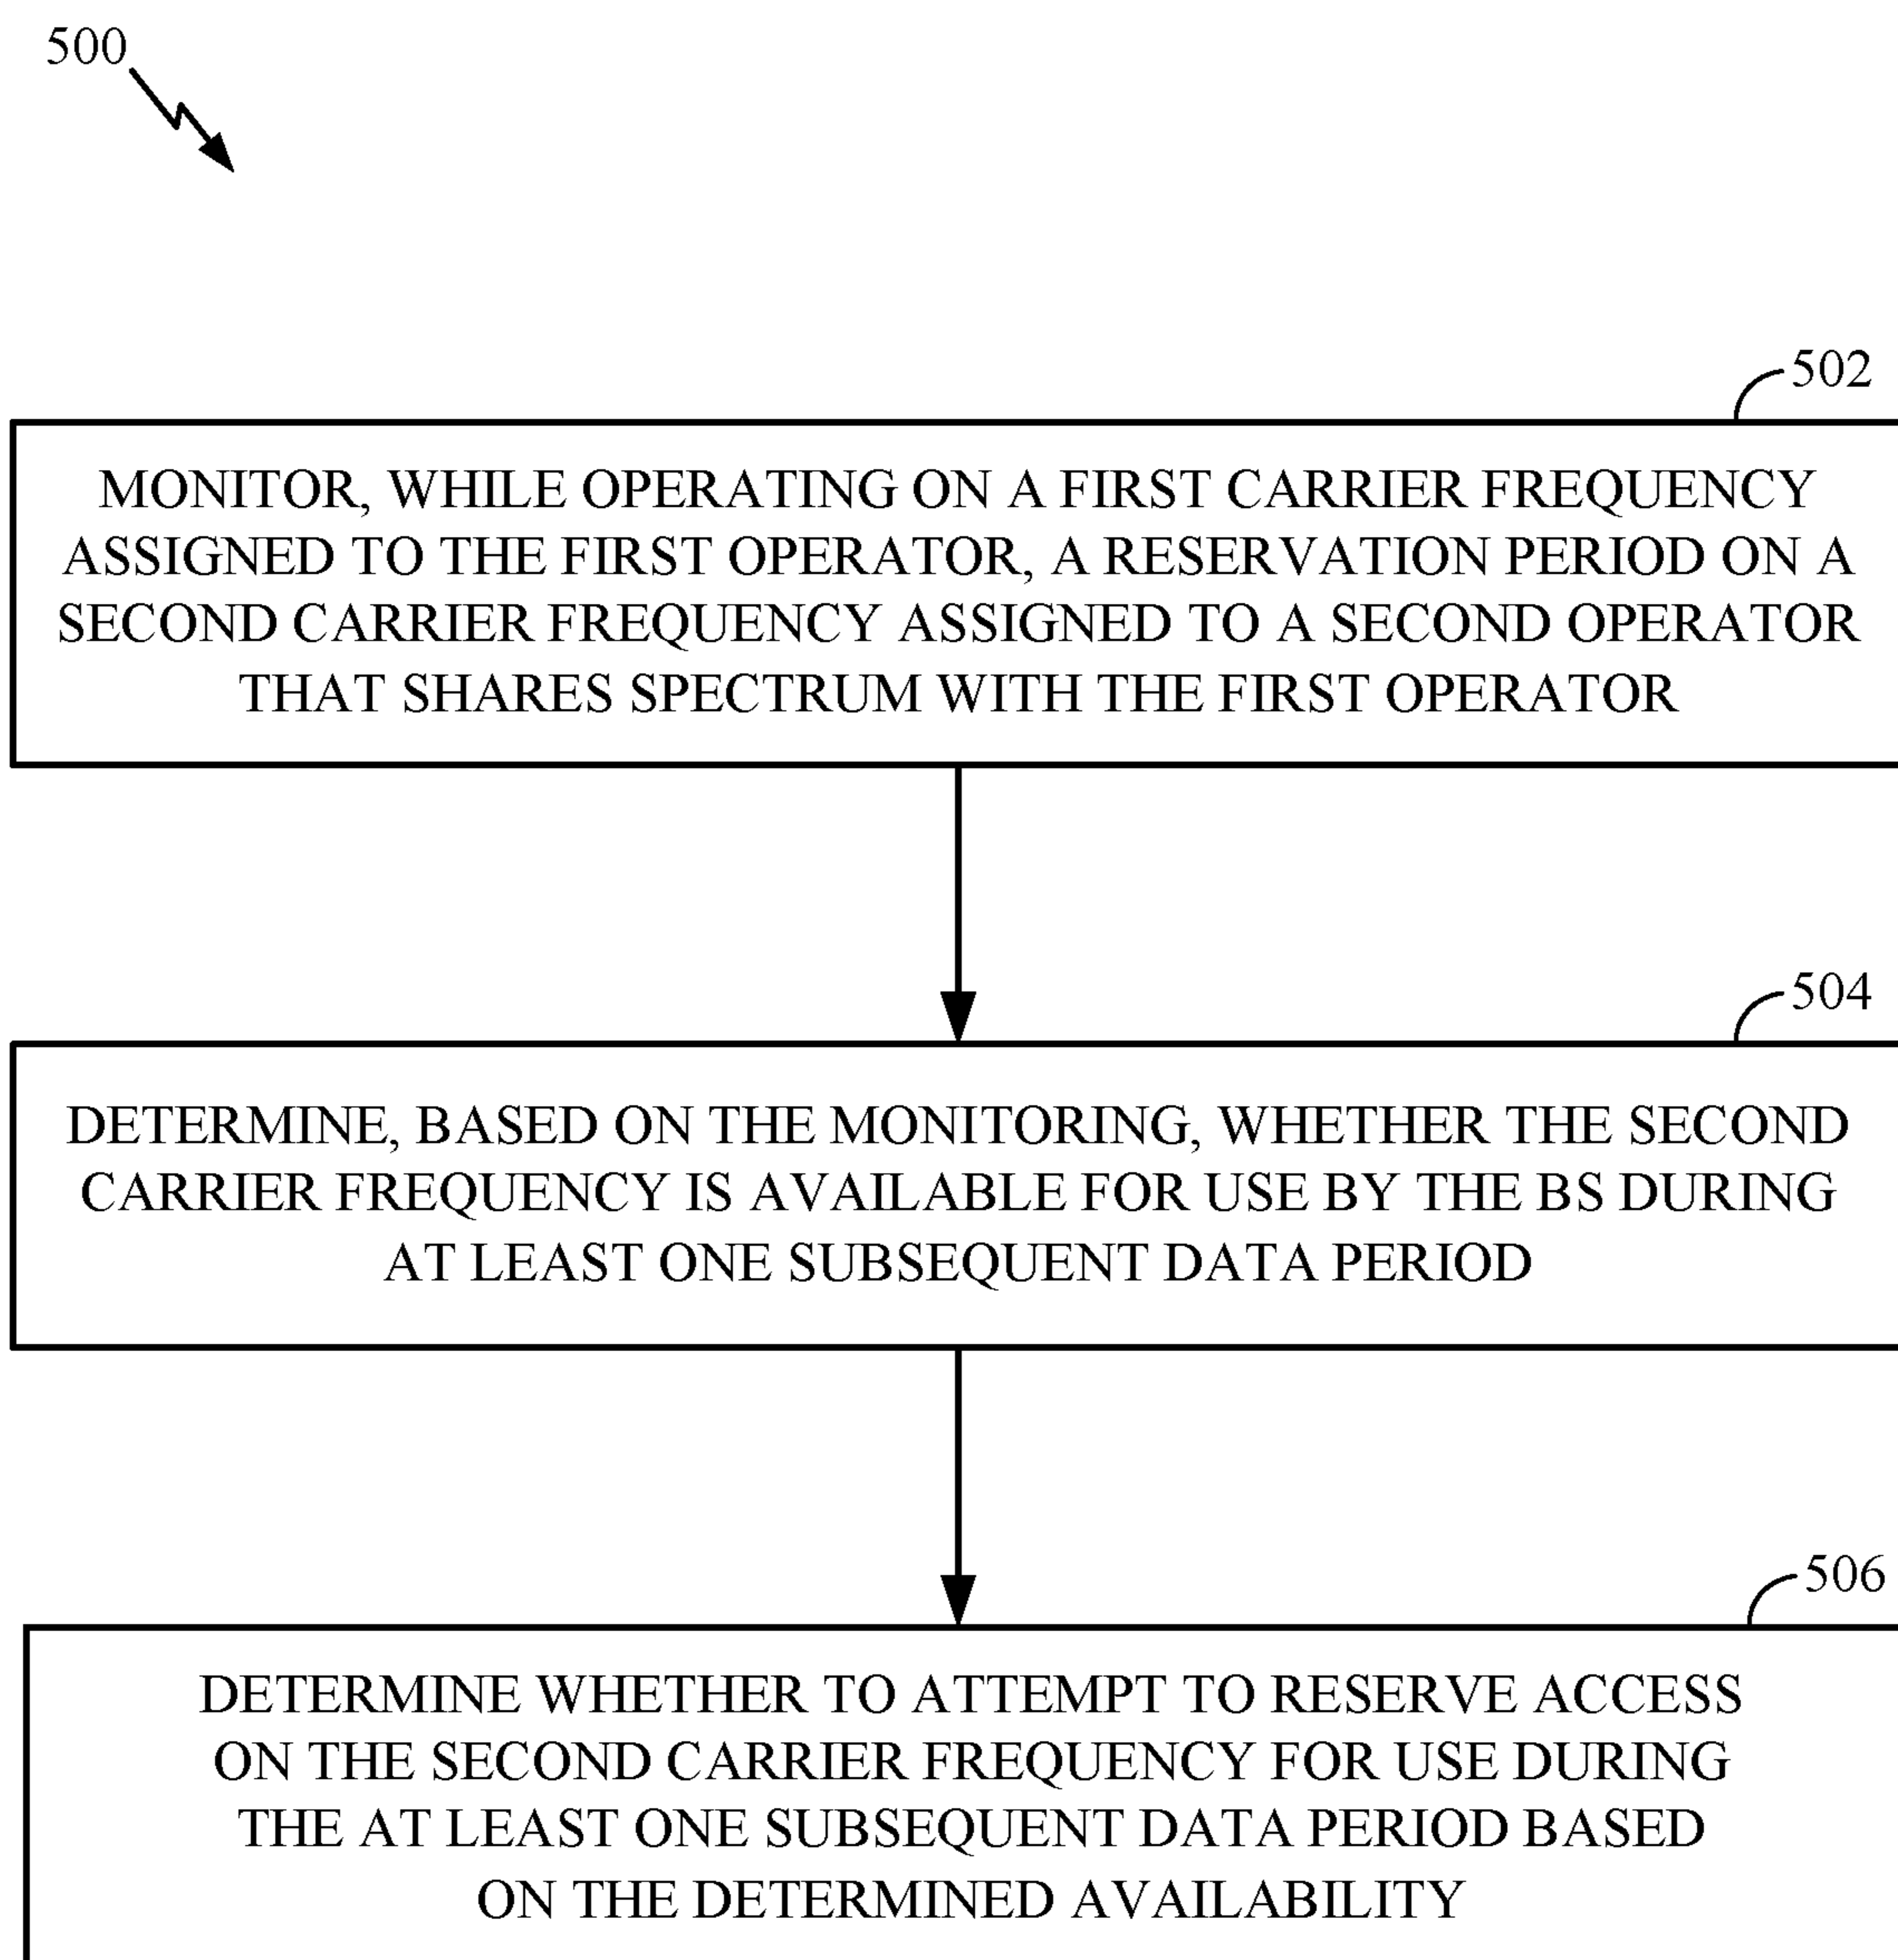 500
502
MONITOR, WHILE OPERATING ON A FIRST CARRIER FREQUENCY
ASSIGNED TO THE FIRST OPERATOR, A RESERVATION PERIOD ON A
SECOND CARRIER FREQUENCY ASSIGNED TO A SECOND OPERATOR
THAT SHARES SPECTRUM WITH THE FIRST OPERATOR
504
DETERMINE, BASED ON THE MONITORING, WHETHER THE SECOND
CARRIER FREQUENCY IS AVAILABLE FOR USE BY THE BS DURING
AT LEAST ONE SUBSEQUENT DATA PERIOD
506
DETERMINE WHETHER TO ATTEMPT TO RESERVE ACCESS
ON THE SECOND CARRIER FREQUENCY FOR USE DURING
THE AT LEAST ONE SUBSEQUENT DATA PERIOD BASED
ON THE DETERMINED AVAILABILITY